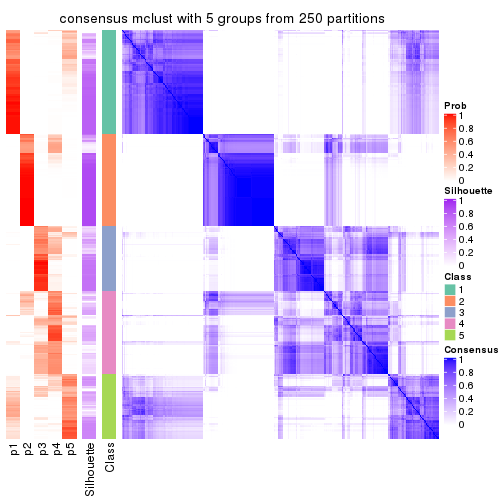 consensus mclust with 5 groups from 250 partitions
Prob
1
0.8
0.6
0.4
0.2
0
Silhouette
1
0.8
0.6
0.4
0.2
0
Class
1
2
3
4
5
Consensus
1
0.8
0.6
0.4
0.2
0
p1
p2
p3
p4
p5
Silhouette
Class